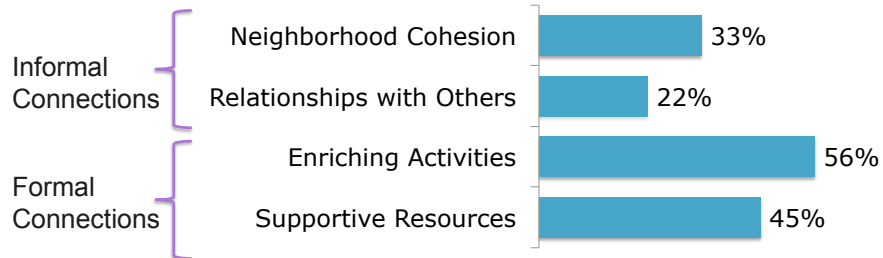 Informal
Connections
Neighborhood Cohesion 33%
Relationships with Others 22%
Formal
Connections
Enriching Activities 56%
Supportive Resources 45%